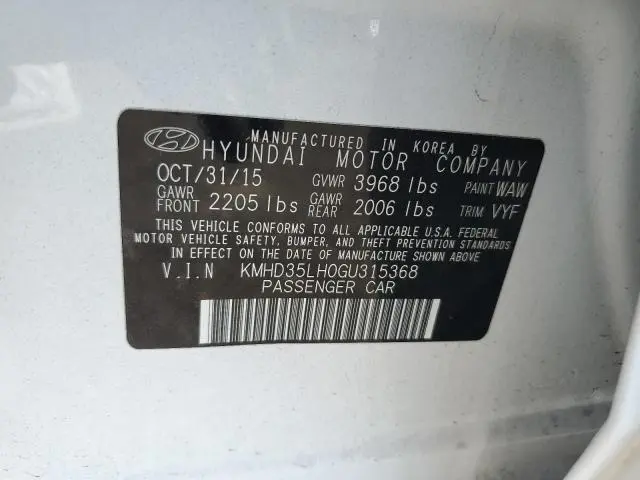 MANUFACTURED IN KOREA BY
HYUNDAI MOTOR COMPANY
OCT/31/15 GVWR 3968 lbs PAINT WAW
GAWR FRONT 2205 lbs GAWR REAR 2006 lbs TRIM VYF
THIS VEHICLE CONFORMS TO ALL APPLICABLE U.S.A. FEDERAL
MOTOR VEHICLE SAFETY, BUMPER, AND THEFT PREVENTION STANDARDS
IN EFFECT ON THE DATE OF MANUFACTURE SHOWN ABOVE.
V.I.N KMHD35LH0GU315368
PASSENGER CAR